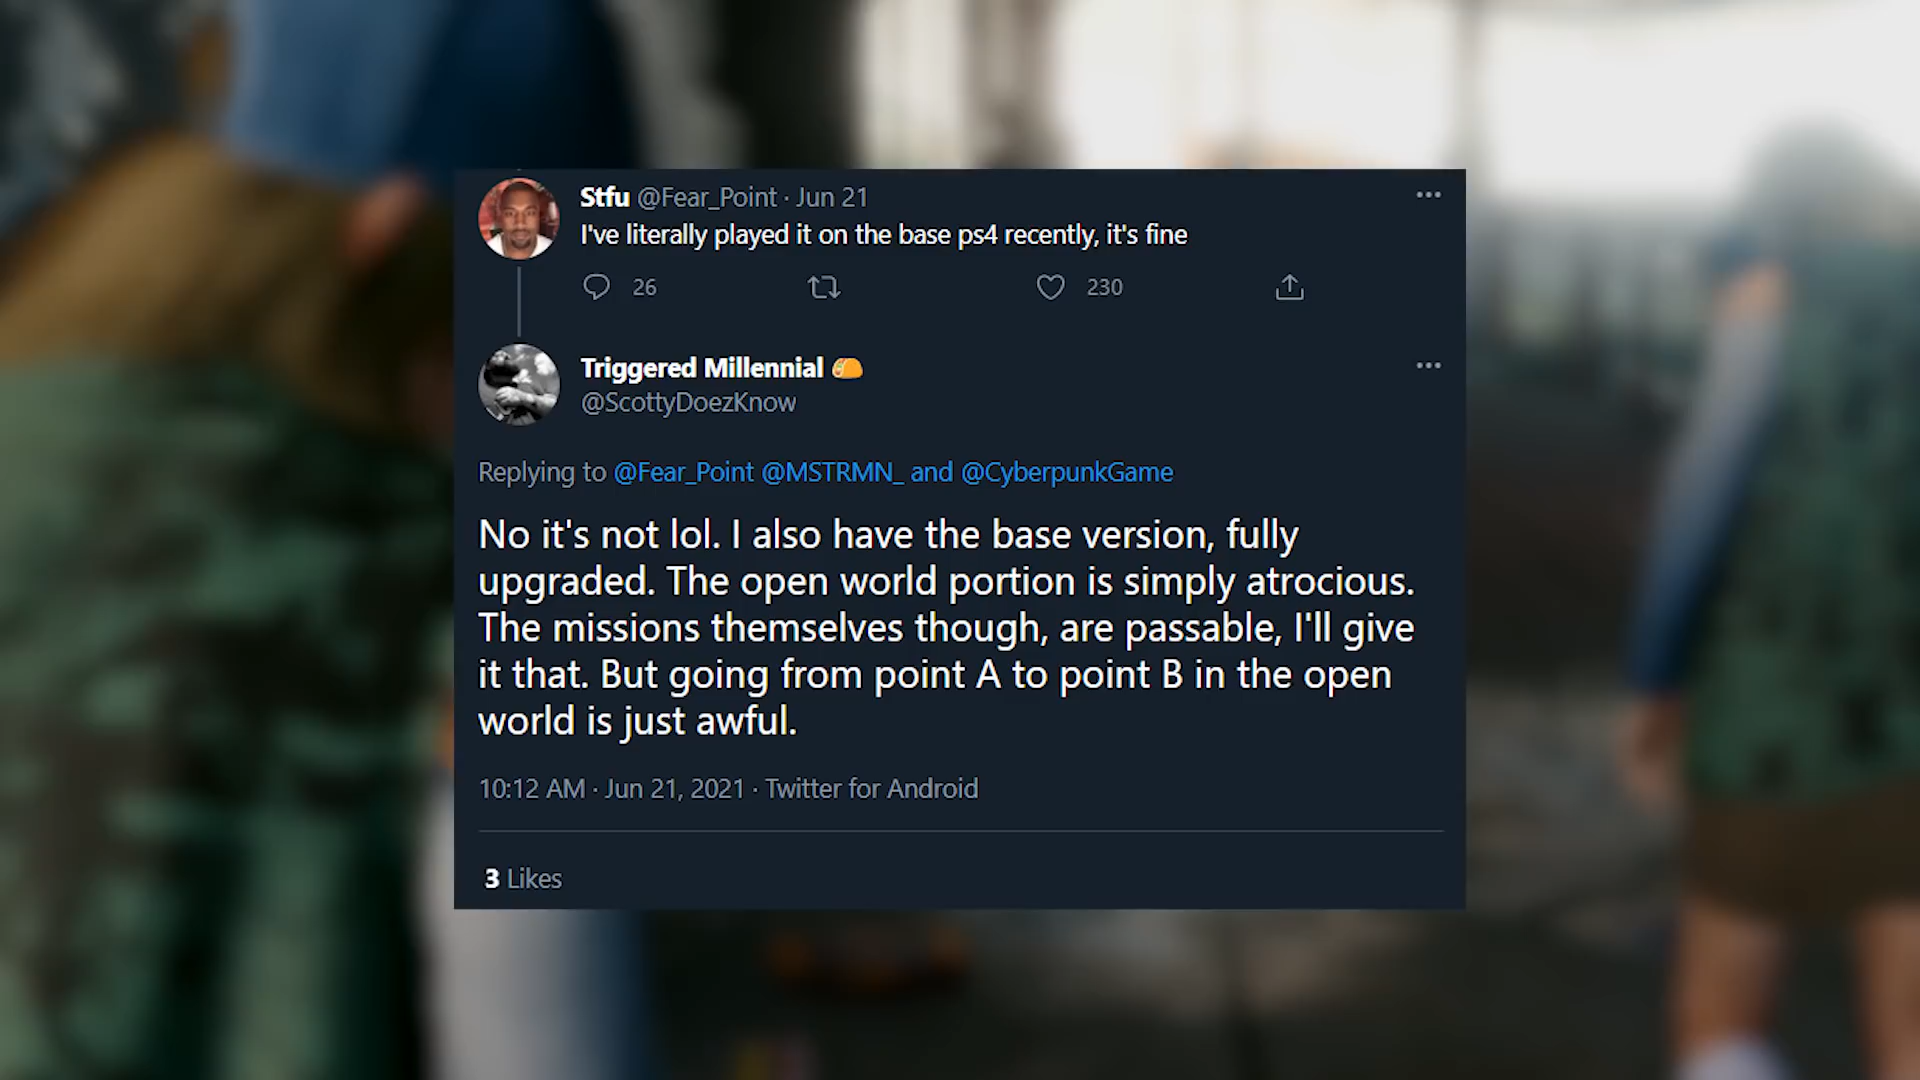 Stfu @Fear_Point · Jun 21
I've literally played it on the base ps4 recently, it's fine
26 230
Triggered Millennial 🌮
@ScottyDoezKnow
Replying to @Fear_Point @MSTRMN_ and @CyberpunkGame
No it's not lol. I also have the base version, fully
upgraded. The open world portion is simply atrocious.
The missions themselves though, are passable, I'll give
it that. But going from point A to point B in the open
world is just awful.
10:12 AM · Jun 21, 2021 · Twitter for Android
3 Likes